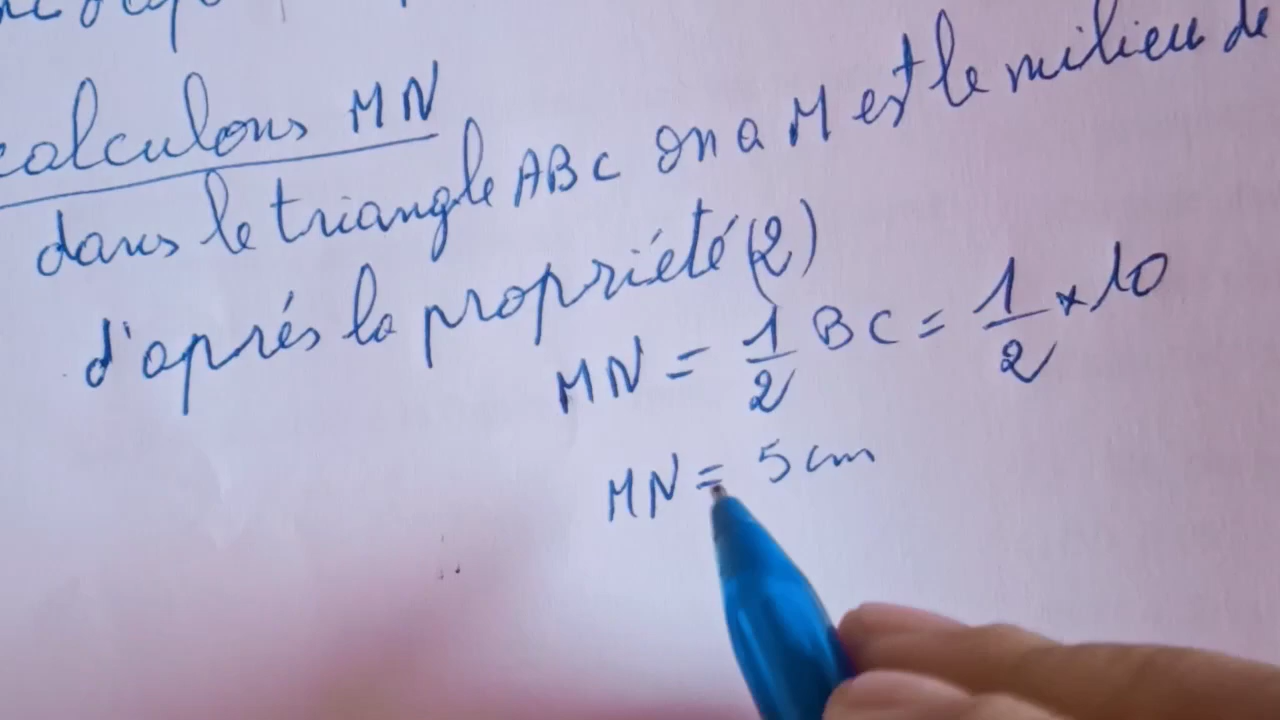 calculons MN
dans le triangle ABC on a M est le milieu de
d'aprés la propriété (2)
MN = 1/2 BC = 1/2 × 10
MN = 5 cm